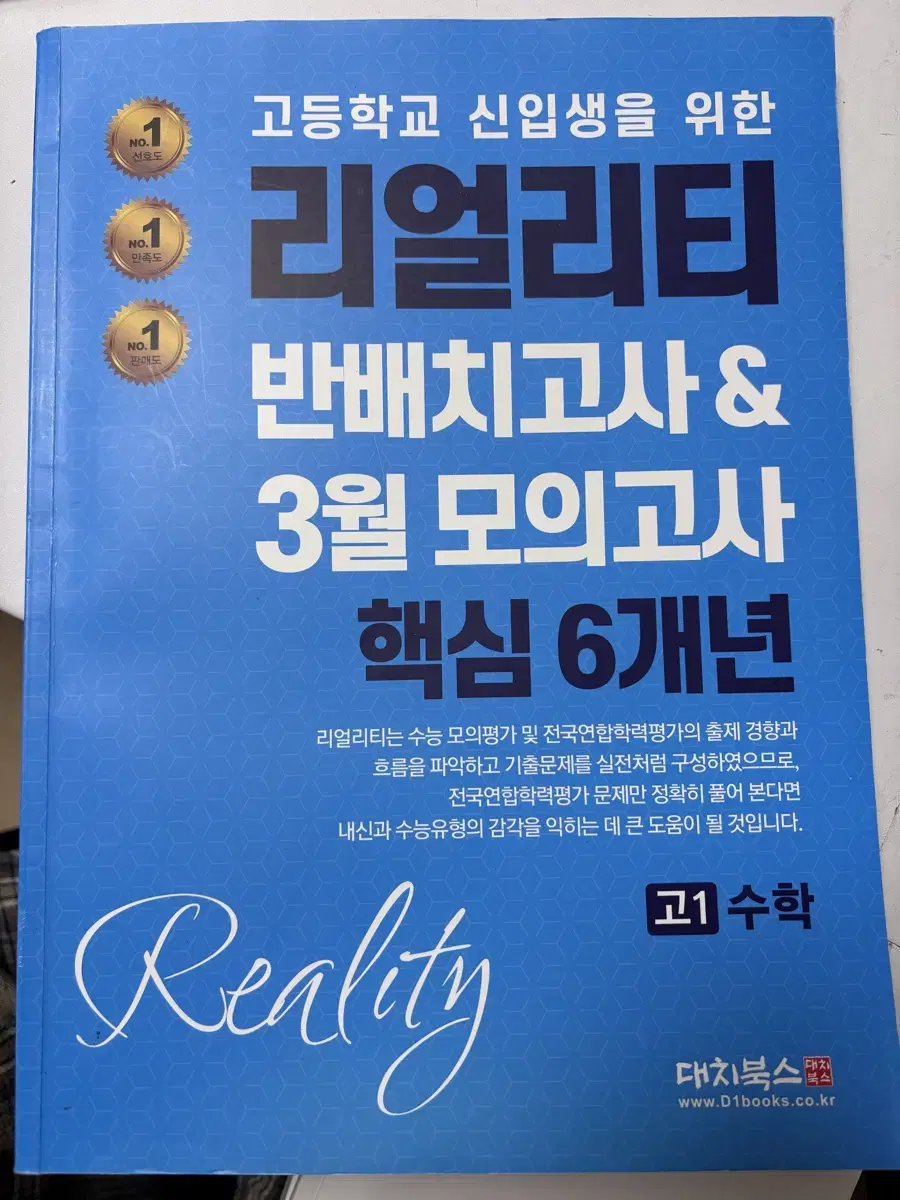 고등학교 신입생을 위한
리얼리티
반배치고사 &
3월 모의고사
핵심 6개년
NO.1
선호도
NO.1
만족도
NO.1
판매도
리얼리티는 수능 모의평가 및 전국연합학력평가의 출제 경향과
흐름을 파악하고 기출문제를 실전처럼 구성하였으므로,
전국연합학력평가 문제만 정확히 풀어 본다면
내신과 수능유형의 감각을 익히는 데 큰 도움이 될 것입니다.
고1 수학
Reality
대치북스
대치
북스
www.D1books.co.kr